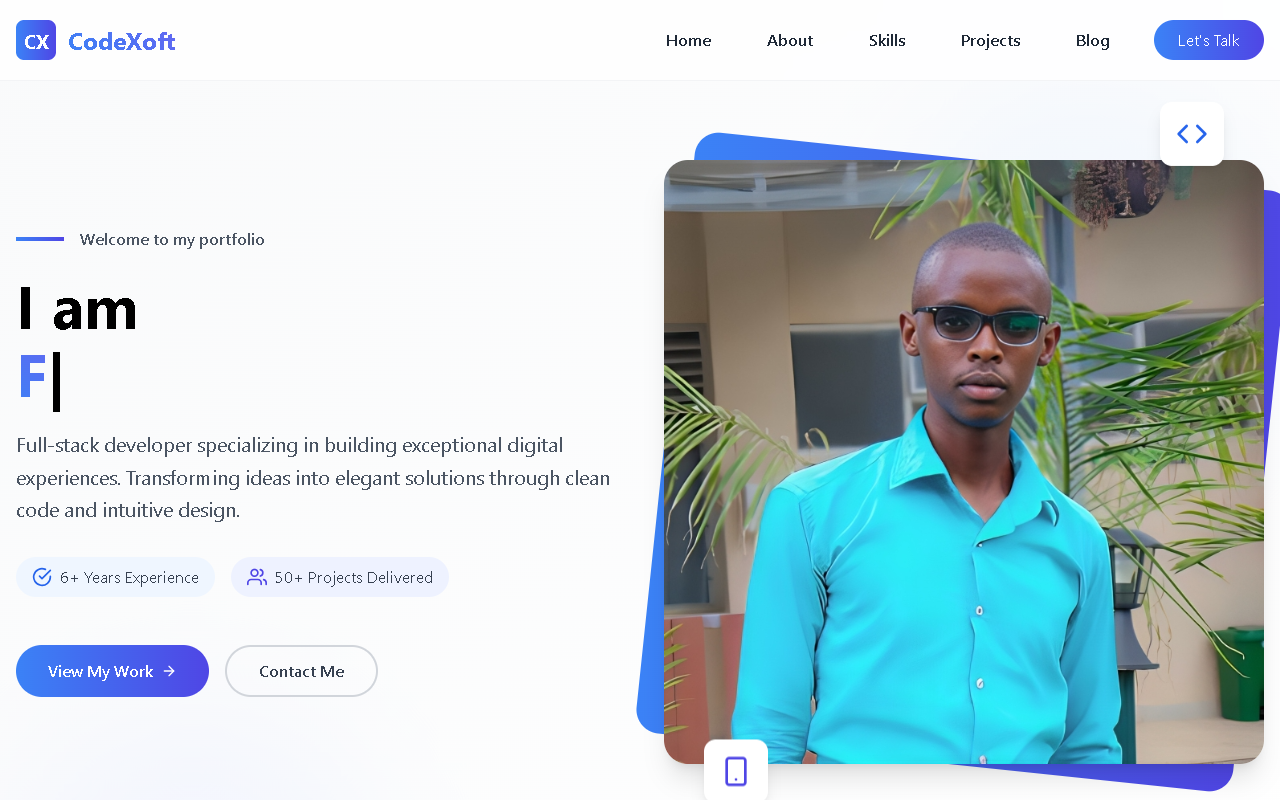 CX CodeXoft
Home About Skills Projects Blog Let's Talk
Welcome to my portfolio
I am
F|
Full-stack developer specializing in building exceptional digital
experiences. Transforming ideas into elegant solutions through clean
code and intuitive design.
6+ Years Experience 50+ Projects Delivered
View My Work → Contact Me